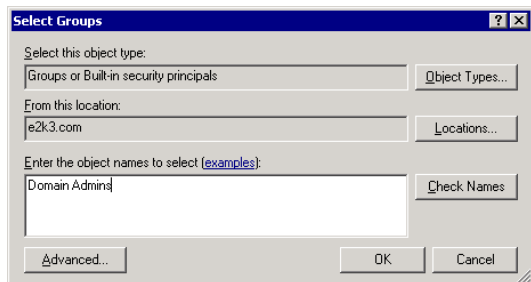 Select Groups
Select this object type:
Groups or Built-in security principals
Object Types...
From this location:
e2k3.com
Locations...
Enter the object names to select (examples):
Domain Admins
Check Names
Advanced...
OK
Cancel